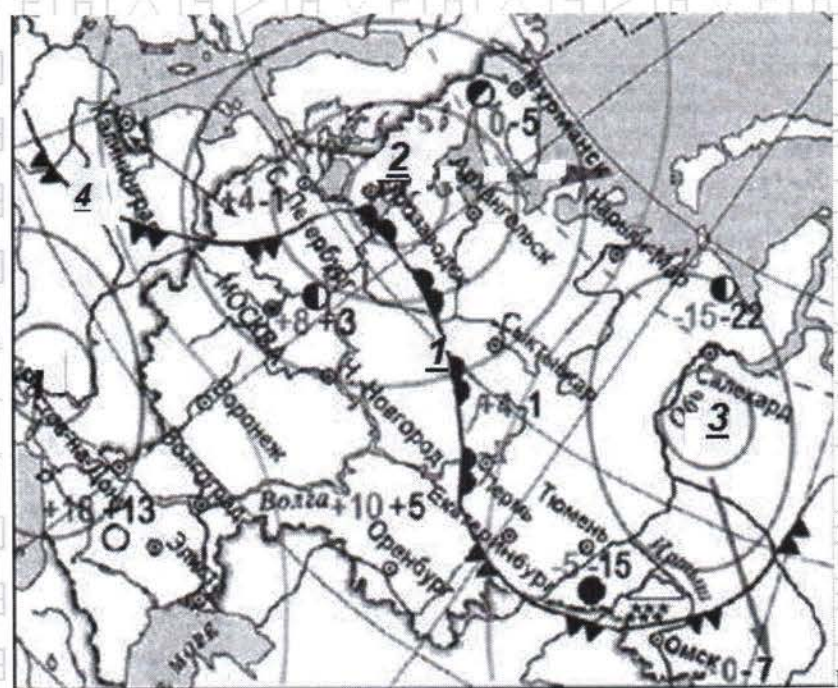 Мурманск
0-5
2
Калининград
4
+4-1
С. Петербург
Петрозаводск
Архангельск
Нарьян-Мар
МОСКВА
+8+3
1
Сыктывкар
-15-22
Салехард
Обь
3
Воронеж
Н. Новгород
+4-1
Пермь
Волгоград
Волга
+10+5
Екатеринбург
Тюмень
+18+13
Элиста
Оренбург
-5-15
Иртыш
море
Омск
0-7